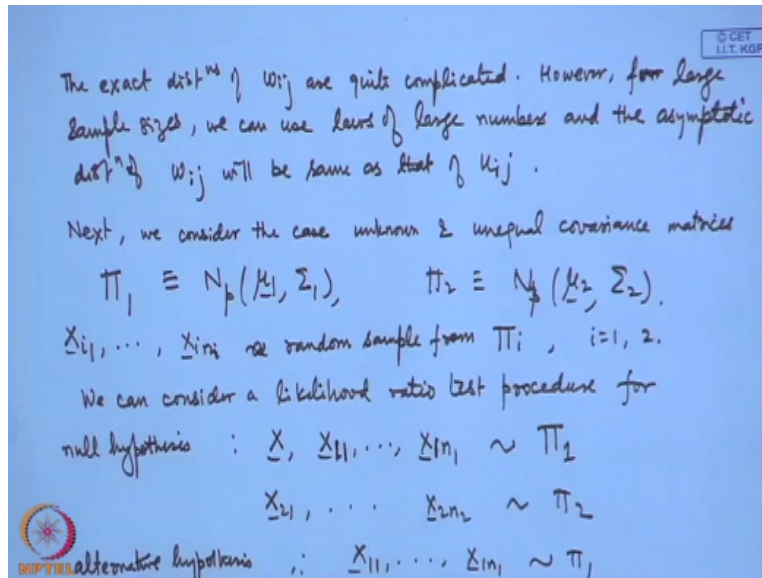 © CET
I.I.T. KGP
The exact distⁿˢ of wij are quite complicated. However, for large
sample sizes, we can use laws of large numbers and the asymptotic
distⁿ of wij will be same as that of uij.
Next, we consider the case unknown & unequal covariance matrices
Π₁ ≡ Np(μ₁, Σ₁), Π₂ ≡ Np(μ₂, Σ₂).
Xi1, ..., Xini random sample from Πi, i=1, 2.
We can consider a likelihood ratio test procedure for
null hypothesis : X, X11, ..., X1n₁ ~ Π1
X21, ... X2n₂ ~ Π2
alternative hypothesis : X11, ..., X1n₁ ~ Π1
NPTEL